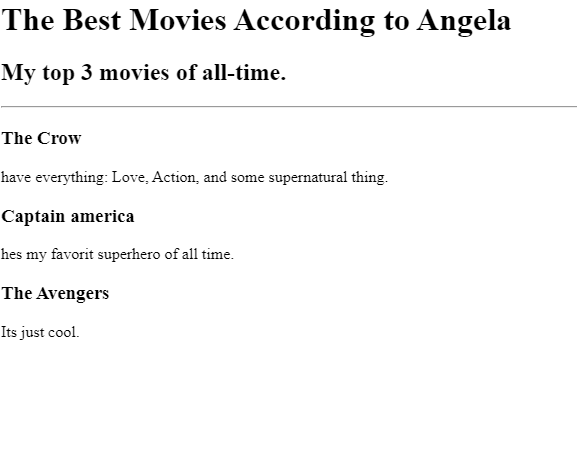 The Best Movies According to Angela
My top 3 movies of all-time.
The Crow
have everything: Love, Action, and some supernatural thing.
Captain america
hes my favorit superhero of all time.
The Avengers
Its just cool.